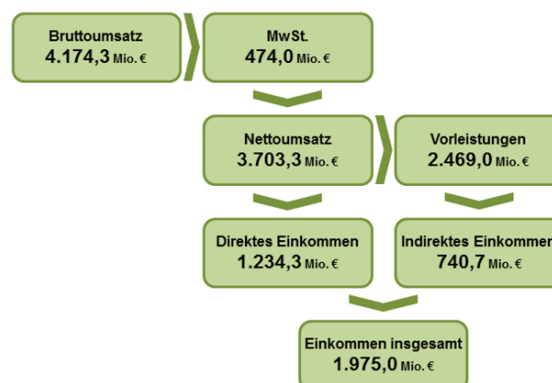 Bruttoumsatz
4.174,3 Mio. €
MwSt.
474,0 Mio. €
Nettoumsatz
3.703,3 Mio. €
Vorleistungen
2.469,0 Mio. €
Direktes Einkommen
1.234,3 Mio. €
Indirektes Einkommen
740,7 Mio. €
Einkommen insgesamt
1.975,0 Mio. €